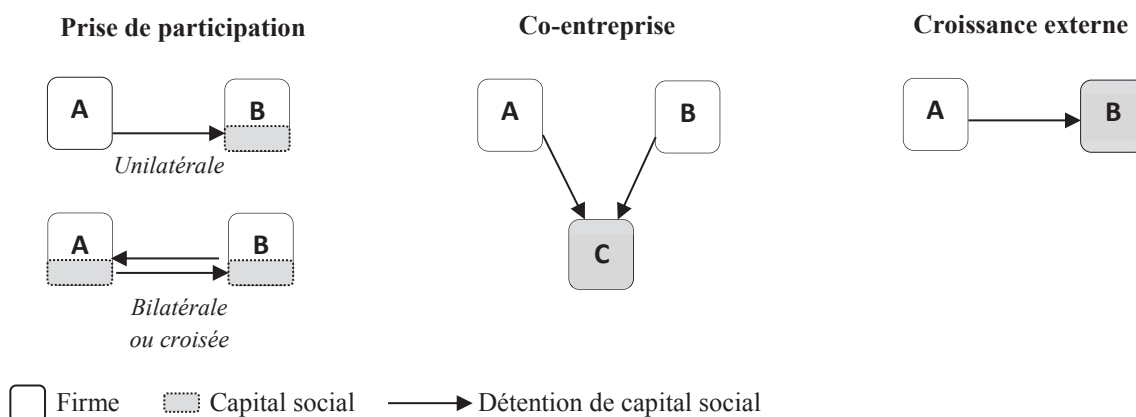 Prise de participation
Co-entreprise
Croissance externe
A
B
Unilatérale
A
B
Bilatérale
ou croisée
A
B
C
A
B
Firme
Capital social
Détention de capital social